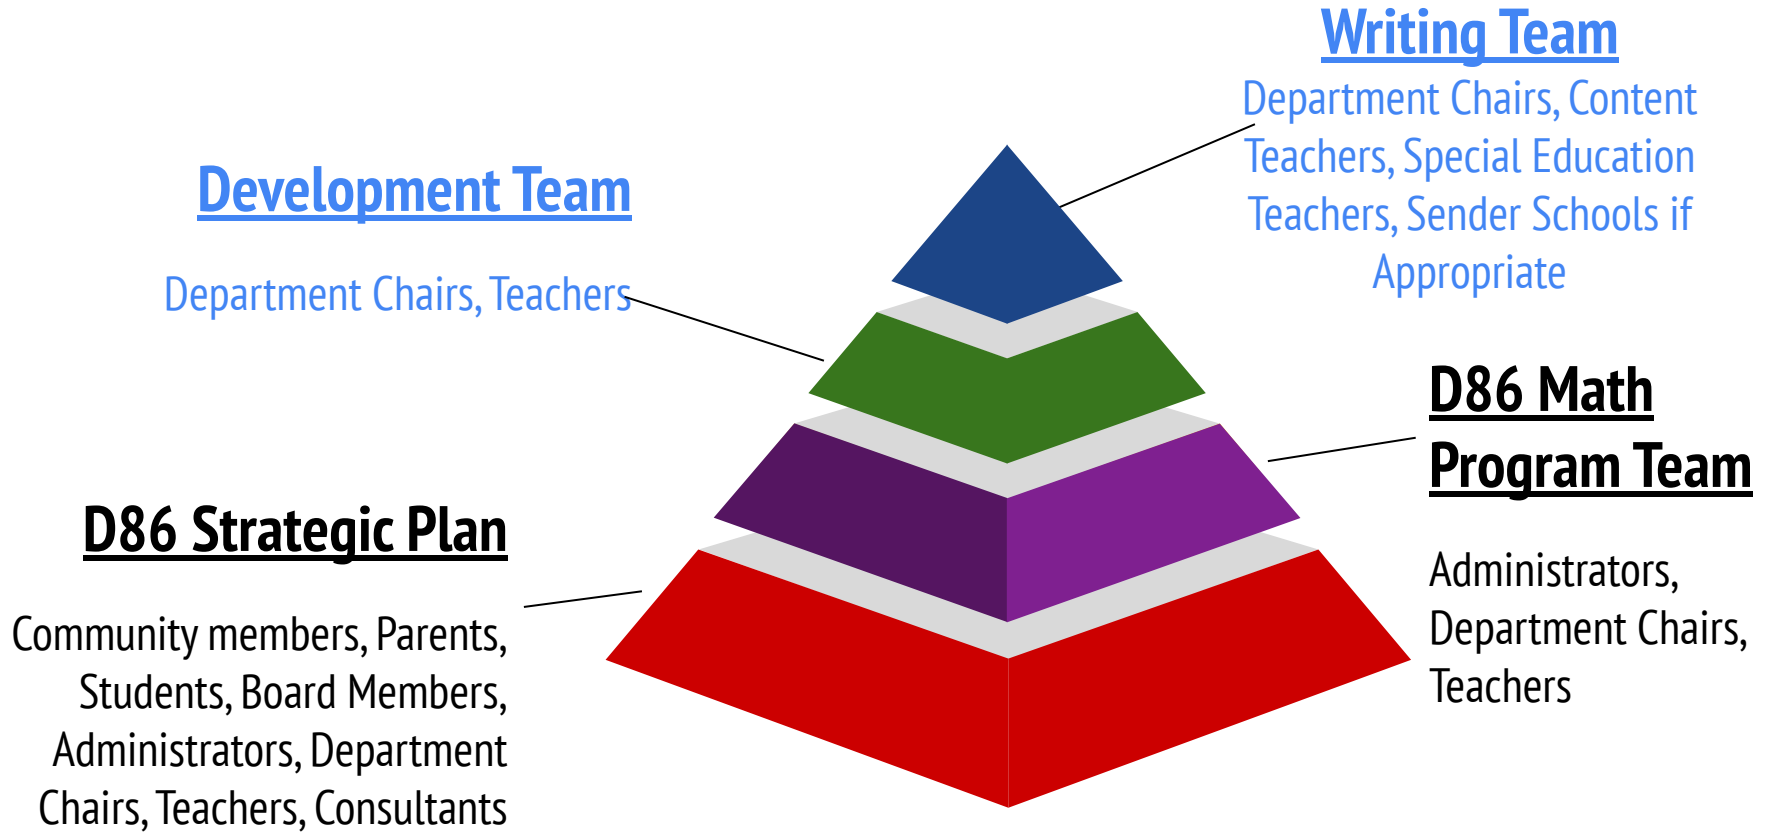 Writing Team
Department Chairs, Content
Teachers, Special Education
Teachers, Sender Schools if
Appropriate
Development Team
Department Chairs, Teachers
D86 Math
Program Team
Administrators,
Department Chairs,
Teachers
D86 Strategic Plan
Community members, Parents,
Students, Board Members,
Administrators, Department
Chairs, Teachers, Consultants